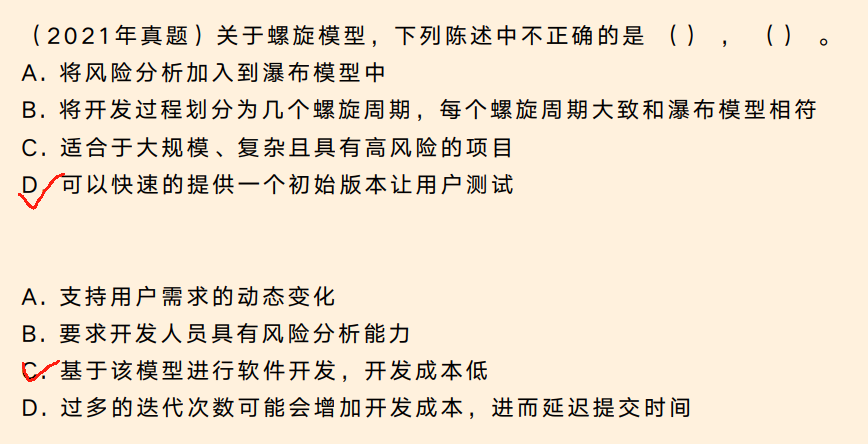 （2021年真题）关于螺旋模型，下列陈述中不正确的是 （），（）。
A. 将风险分析加入到瀑布模型中
B. 将开发过程划分为几个螺旋周期，每个螺旋周期大致和瀑布模型相符
C. 适合于大规模、复杂且具有高风险的项目
D. 可以快速的提供一个初始版本让用户测试
A. 支持用户需求的动态变化
B. 要求开发人员具有风险分析能力
C. 基于该模型进行软件开发，开发成本低
D. 过多的迭代次数可能会增加开发成本，进而延迟提交时间